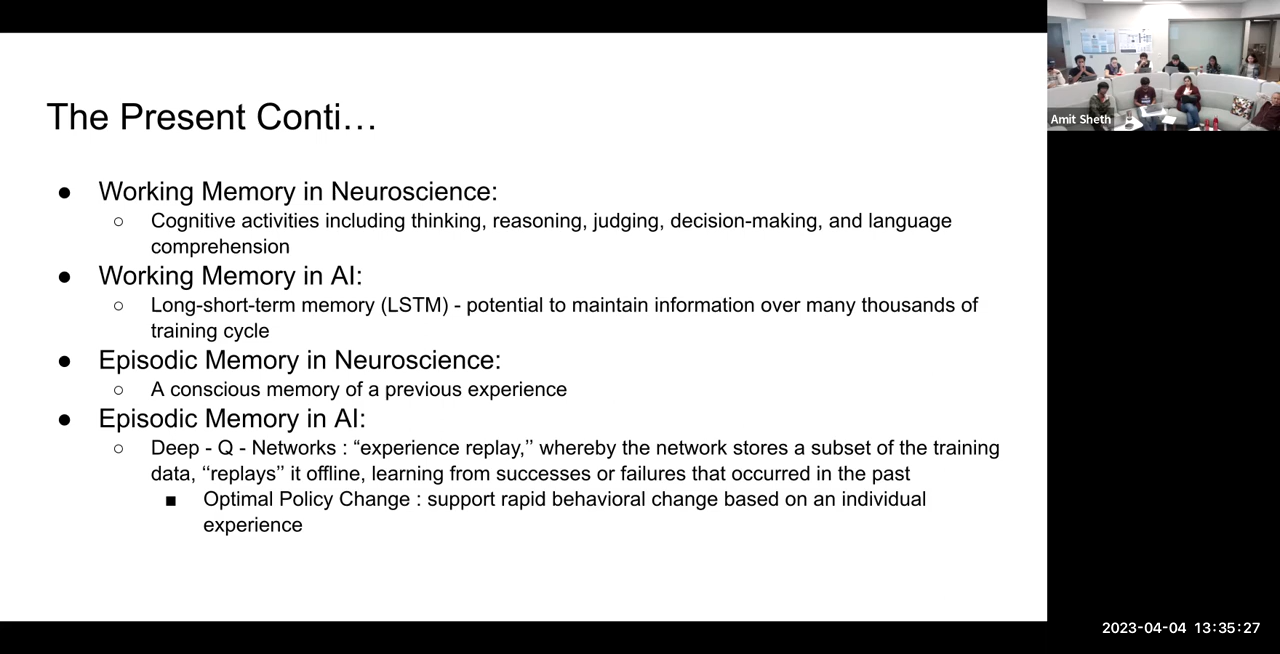 The Present Conti…
● Working Memory in Neuroscience:
○ Cognitive activities including thinking, reasoning, judging, decision-making, and language
comprehension
● Working Memory in AI:
○ Long-short-term memory (LSTM) - potential to maintain information over many thousands of
training cycle
● Episodic Memory in Neuroscience:
○ A conscious memory of a previous experience
● Episodic Memory in AI:
○ Deep - Q - Networks : “experience replay,’’ whereby the network stores a subset of the training
data, ‘‘replays’’ it offline, learning from successes or failures that occurred in the past
■ Optimal Policy Change : support rapid behavioral change based on an individual
experience
Amit Sheth
2023-04-04 13:35:27